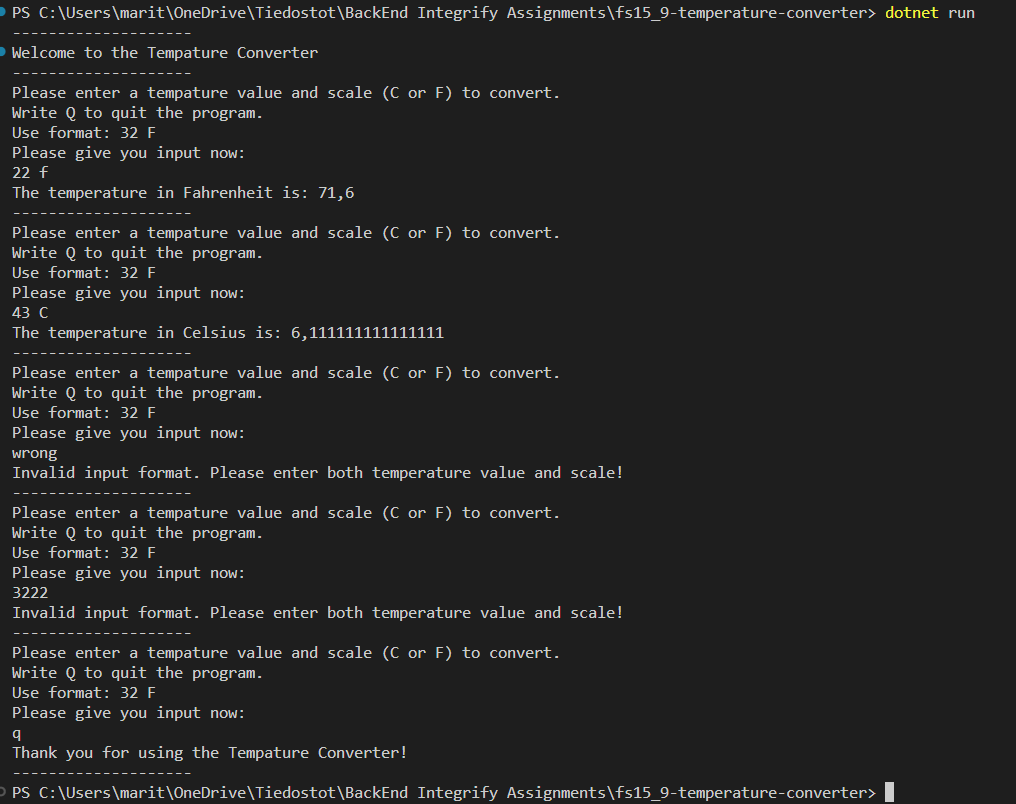 PS C:\Users\marit\OneDrive\Tiedostot\BackEnd Integrify Assignments\fs15_9-temperature-converter> dotnet run
--------------------
Welcome to the Tempature Converter
--------------------
Please enter a tempature value and scale (C or F) to convert.
Write Q to quit the program.
Use format: 32 F
Please give you input now:
22 f
The temperature in Fahrenheit is: 71,6
--------------------
Please enter a tempature value and scale (C or F) to convert.
Write Q to quit the program.
Use format: 32 F
Please give you input now:
43 C
The temperature in Celsius is: 6,111111111111111
--------------------
Please enter a tempature value and scale (C or F) to convert.
Write Q to quit the program.
Use format: 32 F
Please give you input now:
wrong
Invalid input format. Please enter both temperature value and scale!
--------------------
Please enter a tempature value and scale (C or F) to convert.
Write Q to quit the program.
Use format: 32 F
Please give you input now:
3222
Invalid input format. Please enter both temperature value and scale!
--------------------
Please enter a tempature value and scale (C or F) to convert.
Write Q to quit the program.
Use format: 32 F
Please give you input now:
q
Thank you for using the Tempature Converter!
--------------------
PS C:\Users\marit\OneDrive\Tiedostot\BackEnd Integrify Assignments\fs15_9-temperature-converter>